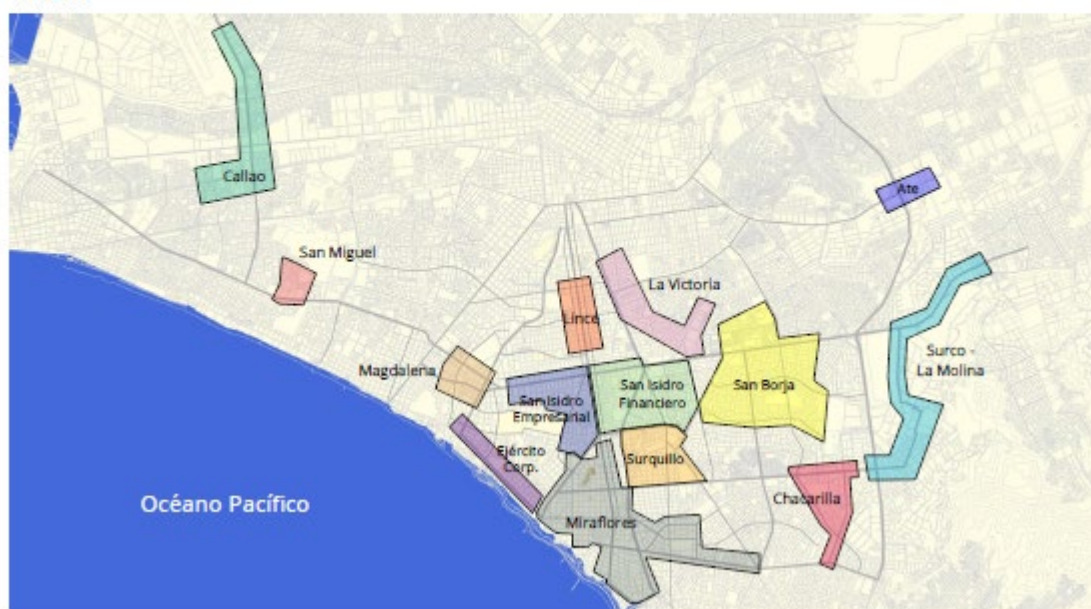 Callao
Ate
San Miguel
La Victoria
Lince
Surco -
La Molina
Magdalena
San Isidro
Financiero
San Borja
San Isidro
Empresarial
Ejército
Corp.
Surquillo
Chacarilla
Océano Pacífico
Miraflores